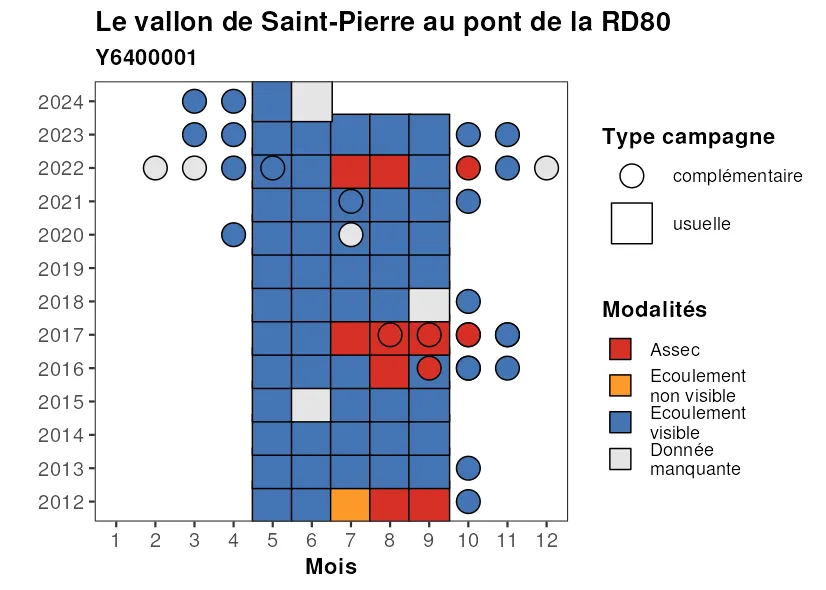 Le vallon de Saint-Pierre au pont de la RD80
Y6400001
2024
2023
2022
2021
2020
2019
2018
2017
2016
2015
2014
2013
2012
1 2 3 4 5 6 7 8 9 10 11 12
Mois
Type campagne
complémentaire
usuelle
Modalités
Assec
Ecoulement
non visible
Ecoulement
visible
Donnée
manquante